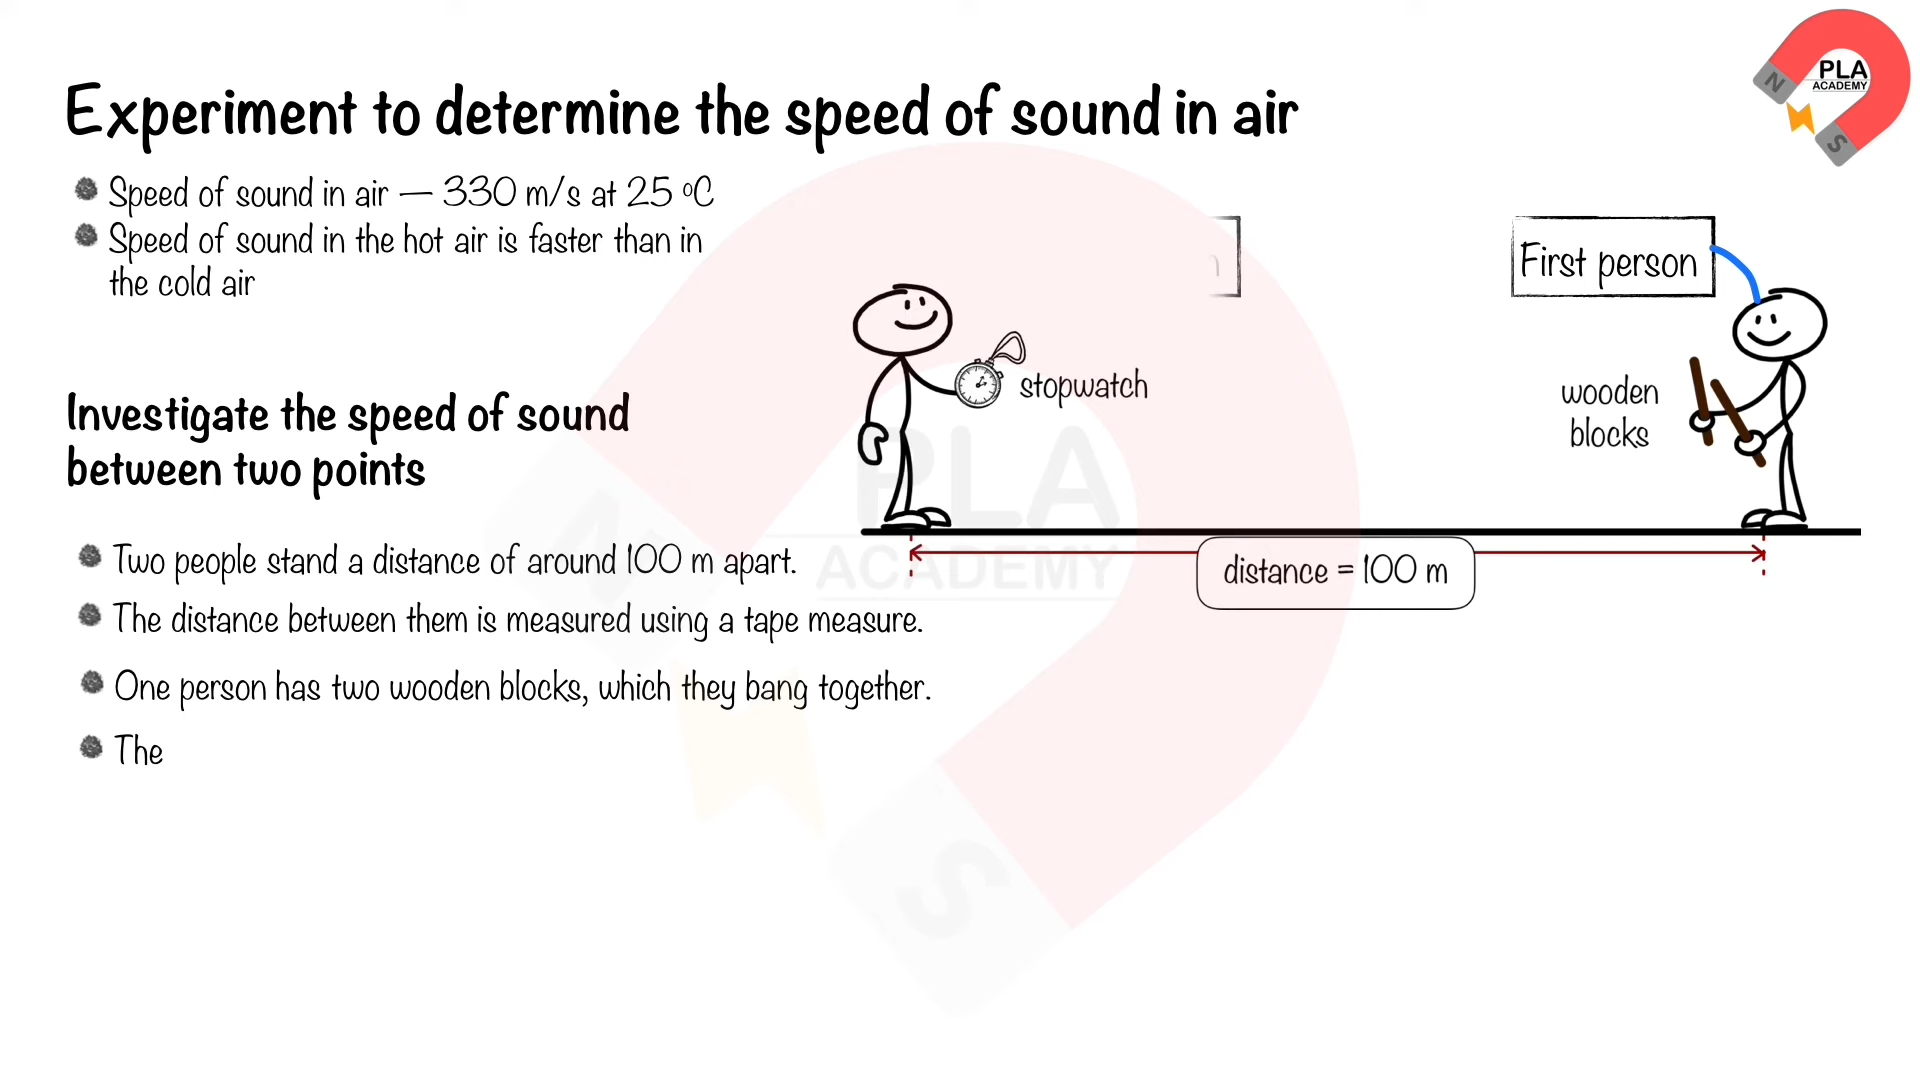 PLA
ACADEMY
N
S
Experiment to determine the speed of sound in air
Speed of sound in air — 330 m/s at 25 ºC
Speed of sound in the hot air is faster than in
the cold air
First person
stopwatch
wooden
blocks
Investigate the speed of sound
between two points
distance = 100 m
Two people stand a distance of around 100 m apart.
The distance between them is measured using a tape measure.
One person has two wooden blocks, which they bang together.
The
PLA
ACADEMY
N
S